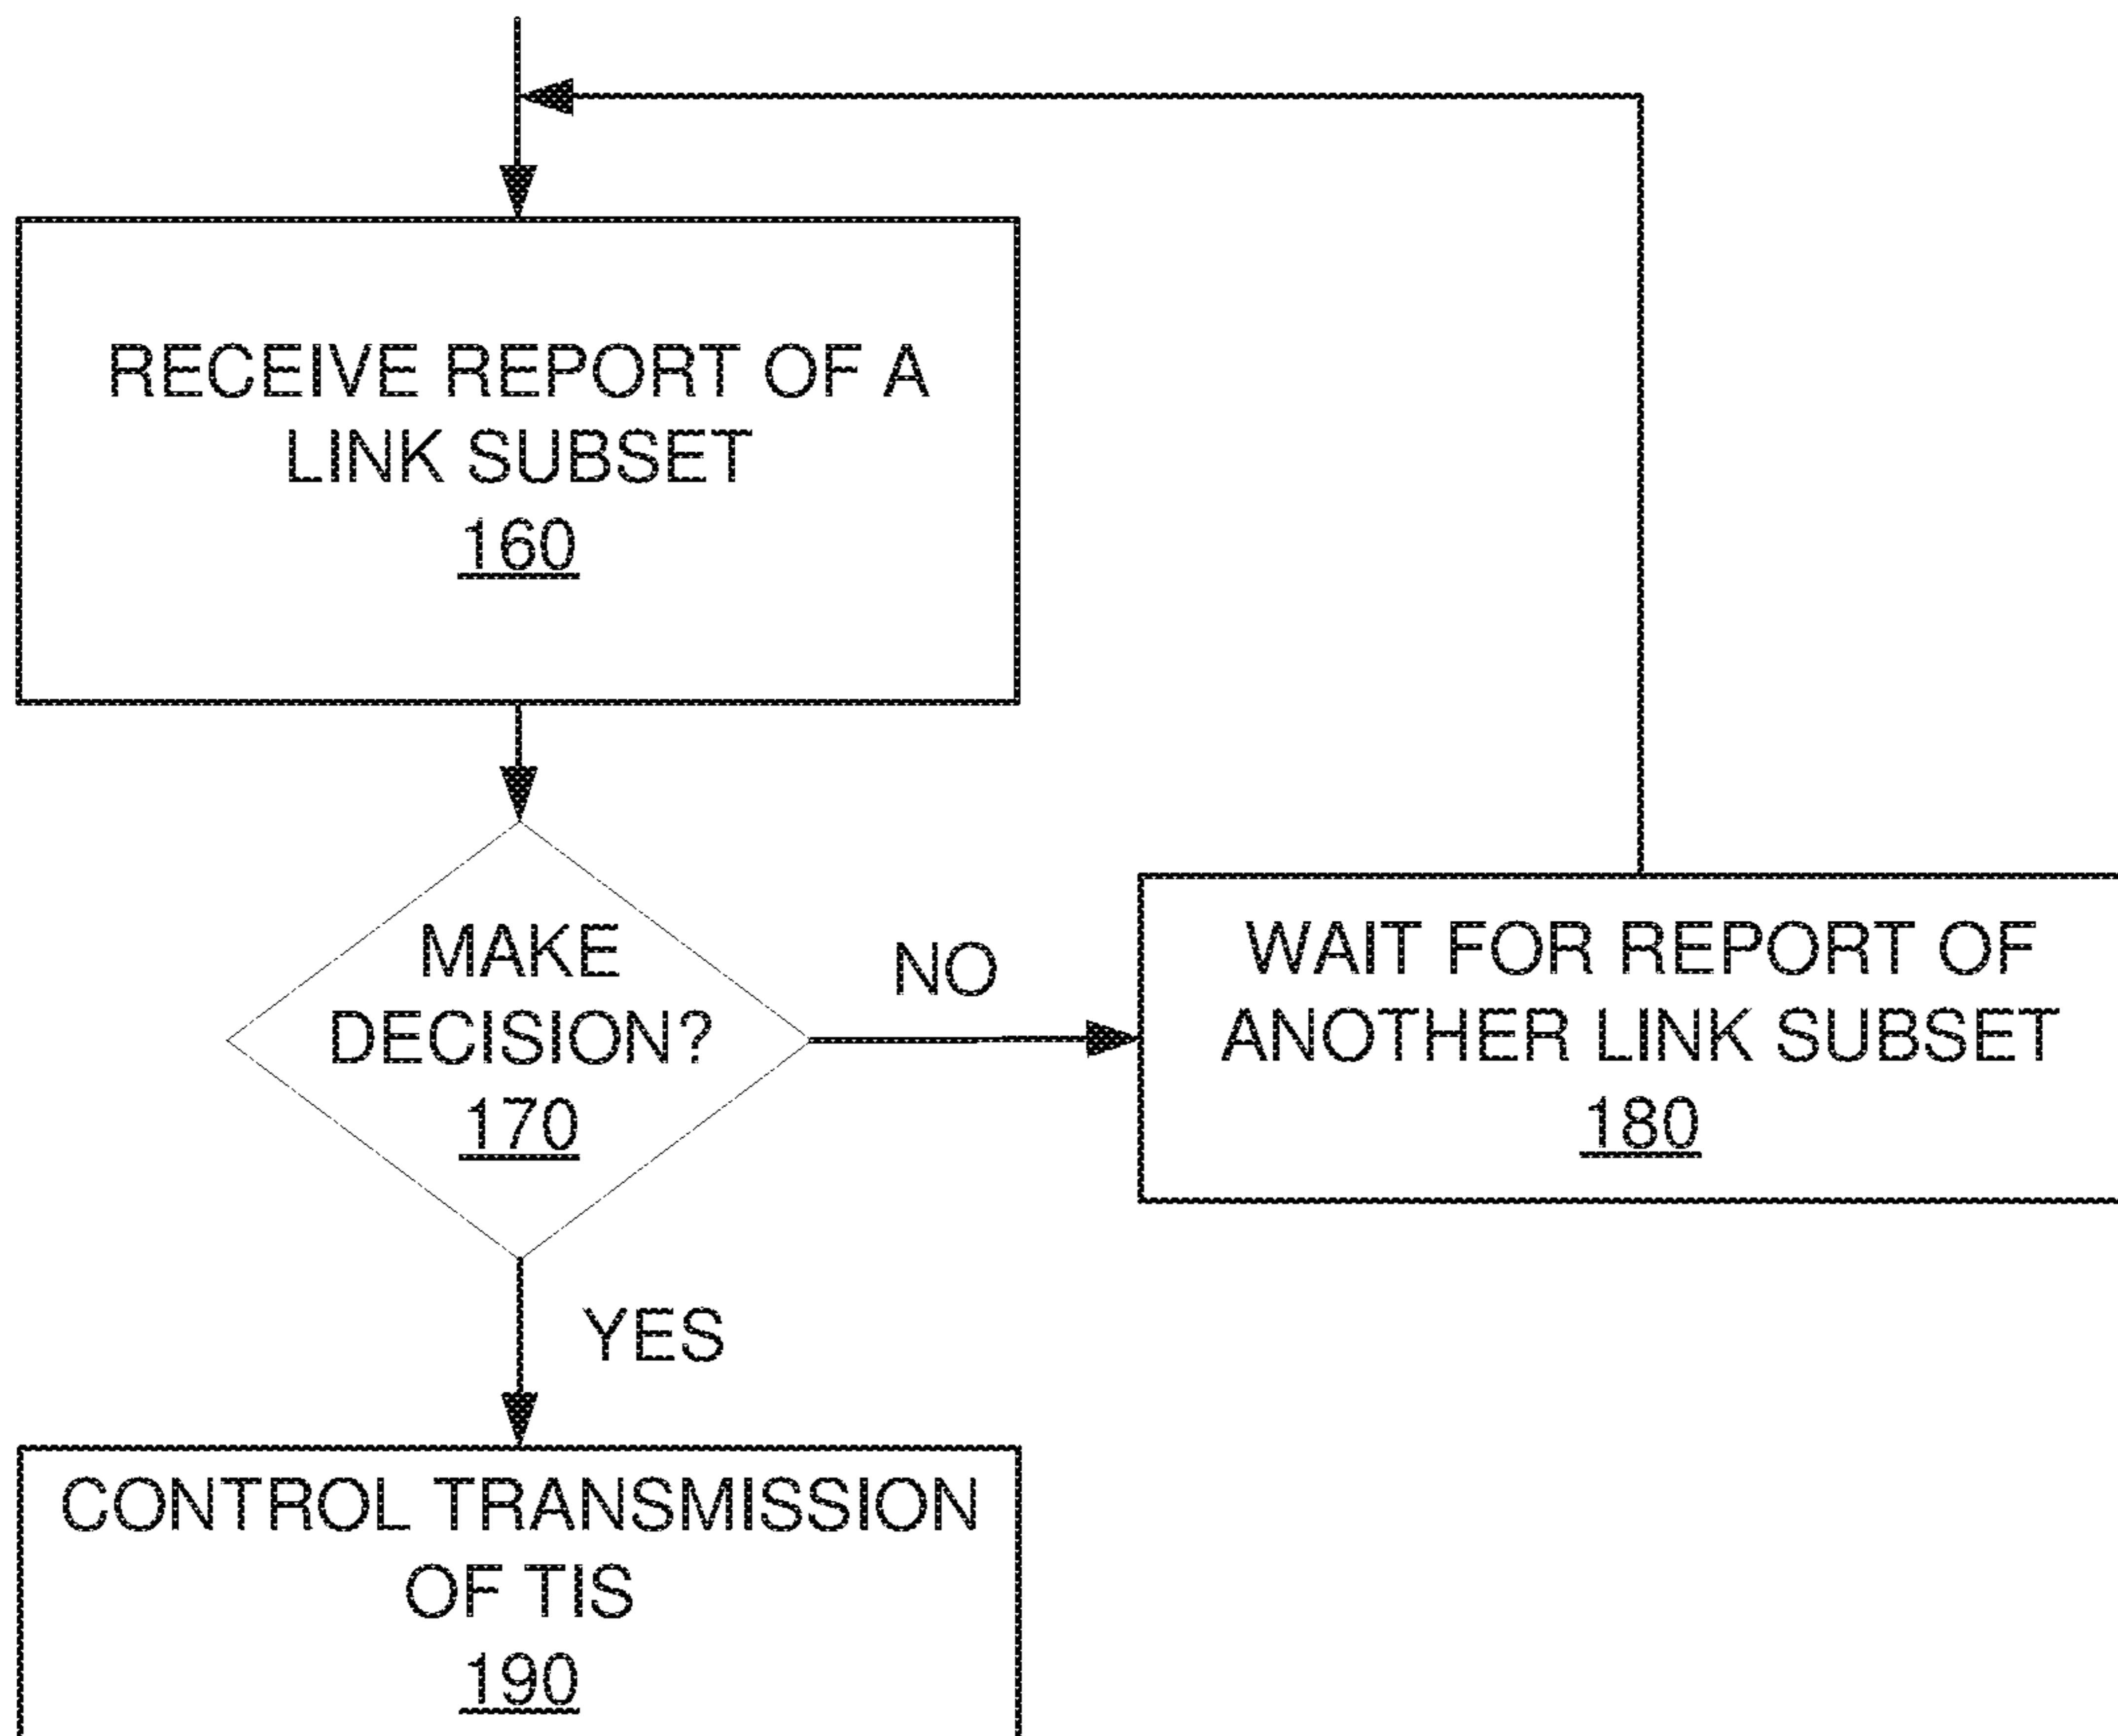 RECEIVE REPORT OF A
LINK SUBSET
160
MAKE
DECISION?
170
NO
WAIT FOR REPORT OF
ANOTHER LINK SUBSET
180
YES
CONTROL TRANSMISSION
OF TIS
190